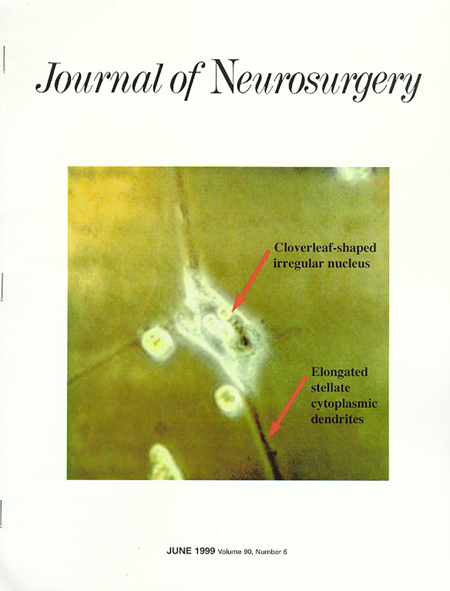 Journal of Neurosurgery
Cloverleaf-shaped
irregular nucleus
Elongated
stellate
cytoplasmic
dendrites
JUNE 1999 Volume 90, Number 6